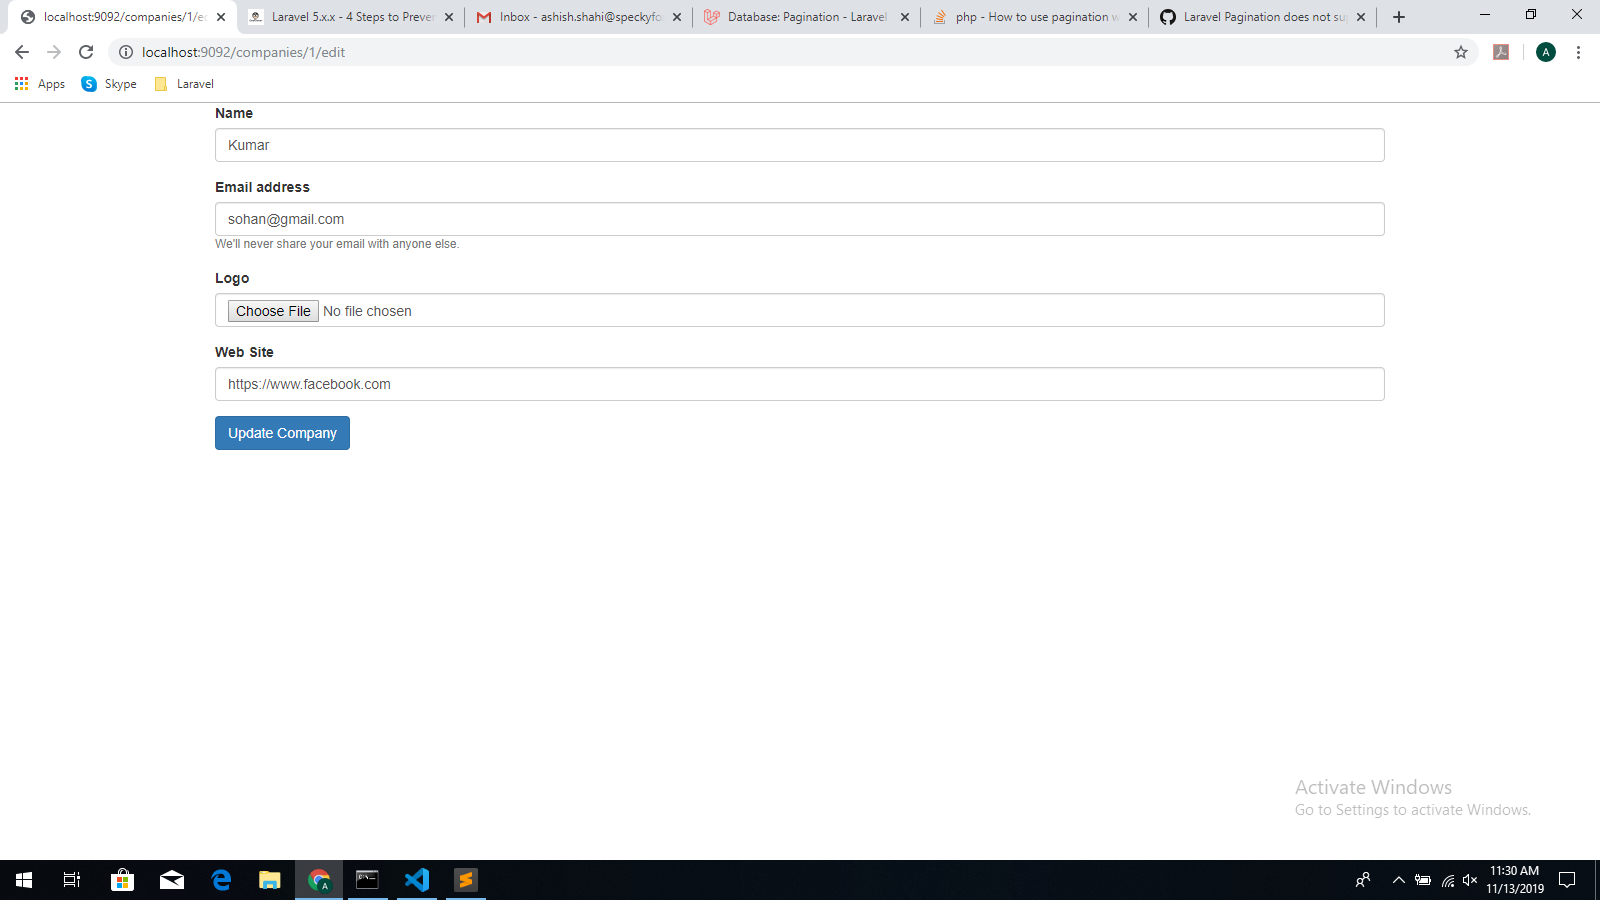 localhost:9092/companies/1/e
Laravel 5.x.x - 4 Steps to Preve
Inbox - ashish.shahi@speckyfo
Database: Pagination - Laravel
php - How to use pagination w
Laravel Pagination does not su
localhost:9092/companies/1/edit
A
Apps
Skype
Laravel
Name
Kumar
Email address
sohan@gmail.com
We'll never share your email with anyone else.
Logo
Choose File No file chosen
Web Site
https://www.facebook.com
Update Company
Activate Windows
Go to Settings to activate Windows.
11:30 AM
11/13/2019